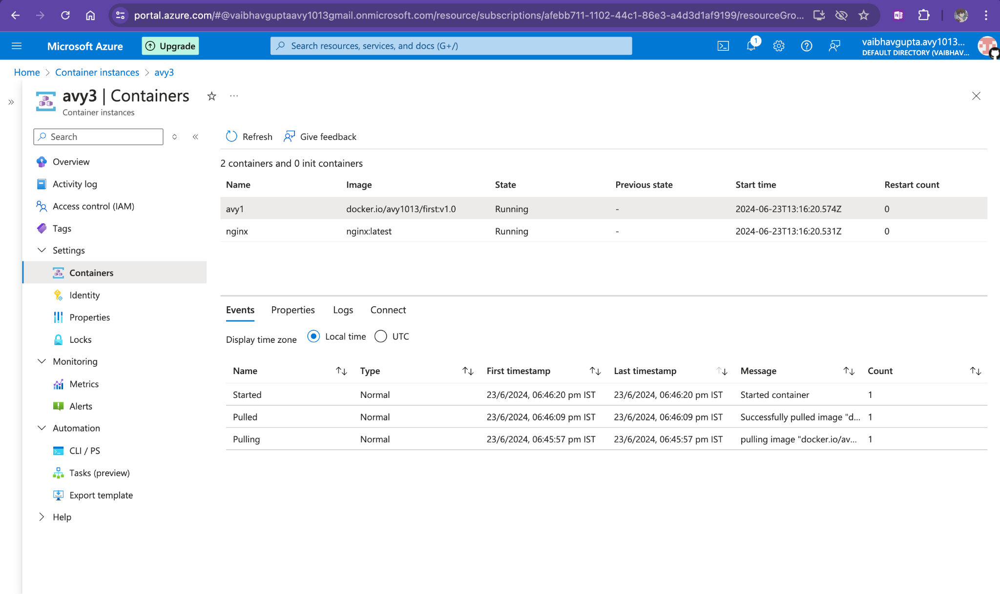 portal.azure.com/#@vaibhavguptaavy1013gmail.onmicrosoft.com/resource/subscriptions/afebb711-1102-44c1-86e3-a4d3d1af9199/resourceGro...
Microsoft Azure
Upgrade
Search resources, services, and docs (G+/)
1
vaibhavgupta.avy1013...
DEFAULT DIRECTORY (VAIBHAV...
Home > Container instances > avy3
avy3 | Containers
...
Container instances
Search
Overview
Activity log
Access control (IAM)
Tags
Settings
Containers
Identity
Properties
Locks
Monitoring
Metrics
Alerts
Automation
CLI / PS
Tasks (preview)
Export template
Help
Refresh Give feedback
2 containers and 0 init containers
Name Image State Previous state Start time Restart count
avy1 docker.io/avy1013/first:v1.0 Running - 2024-06-23T13:16:20.574Z 0
nginx nginx:latest Running - 2024-06-23T13:16:20.531Z 0
Events Properties Logs Connect
Display time zone Local time UTC
Name Type First timestamp Last timestamp Message Count
Started Normal 23/6/2024, 06:46:20 pm IST 23/6/2024, 06:46:20 pm IST Started container 1
Pulled Normal 23/6/2024, 06:46:09 pm IST 23/6/2024, 06:46:09 pm IST Successfully pulled image "d... 1
Pulling Normal 23/6/2024, 06:45:57 pm IST 23/6/2024, 06:45:57 pm IST pulling image "docker.io/av... 1